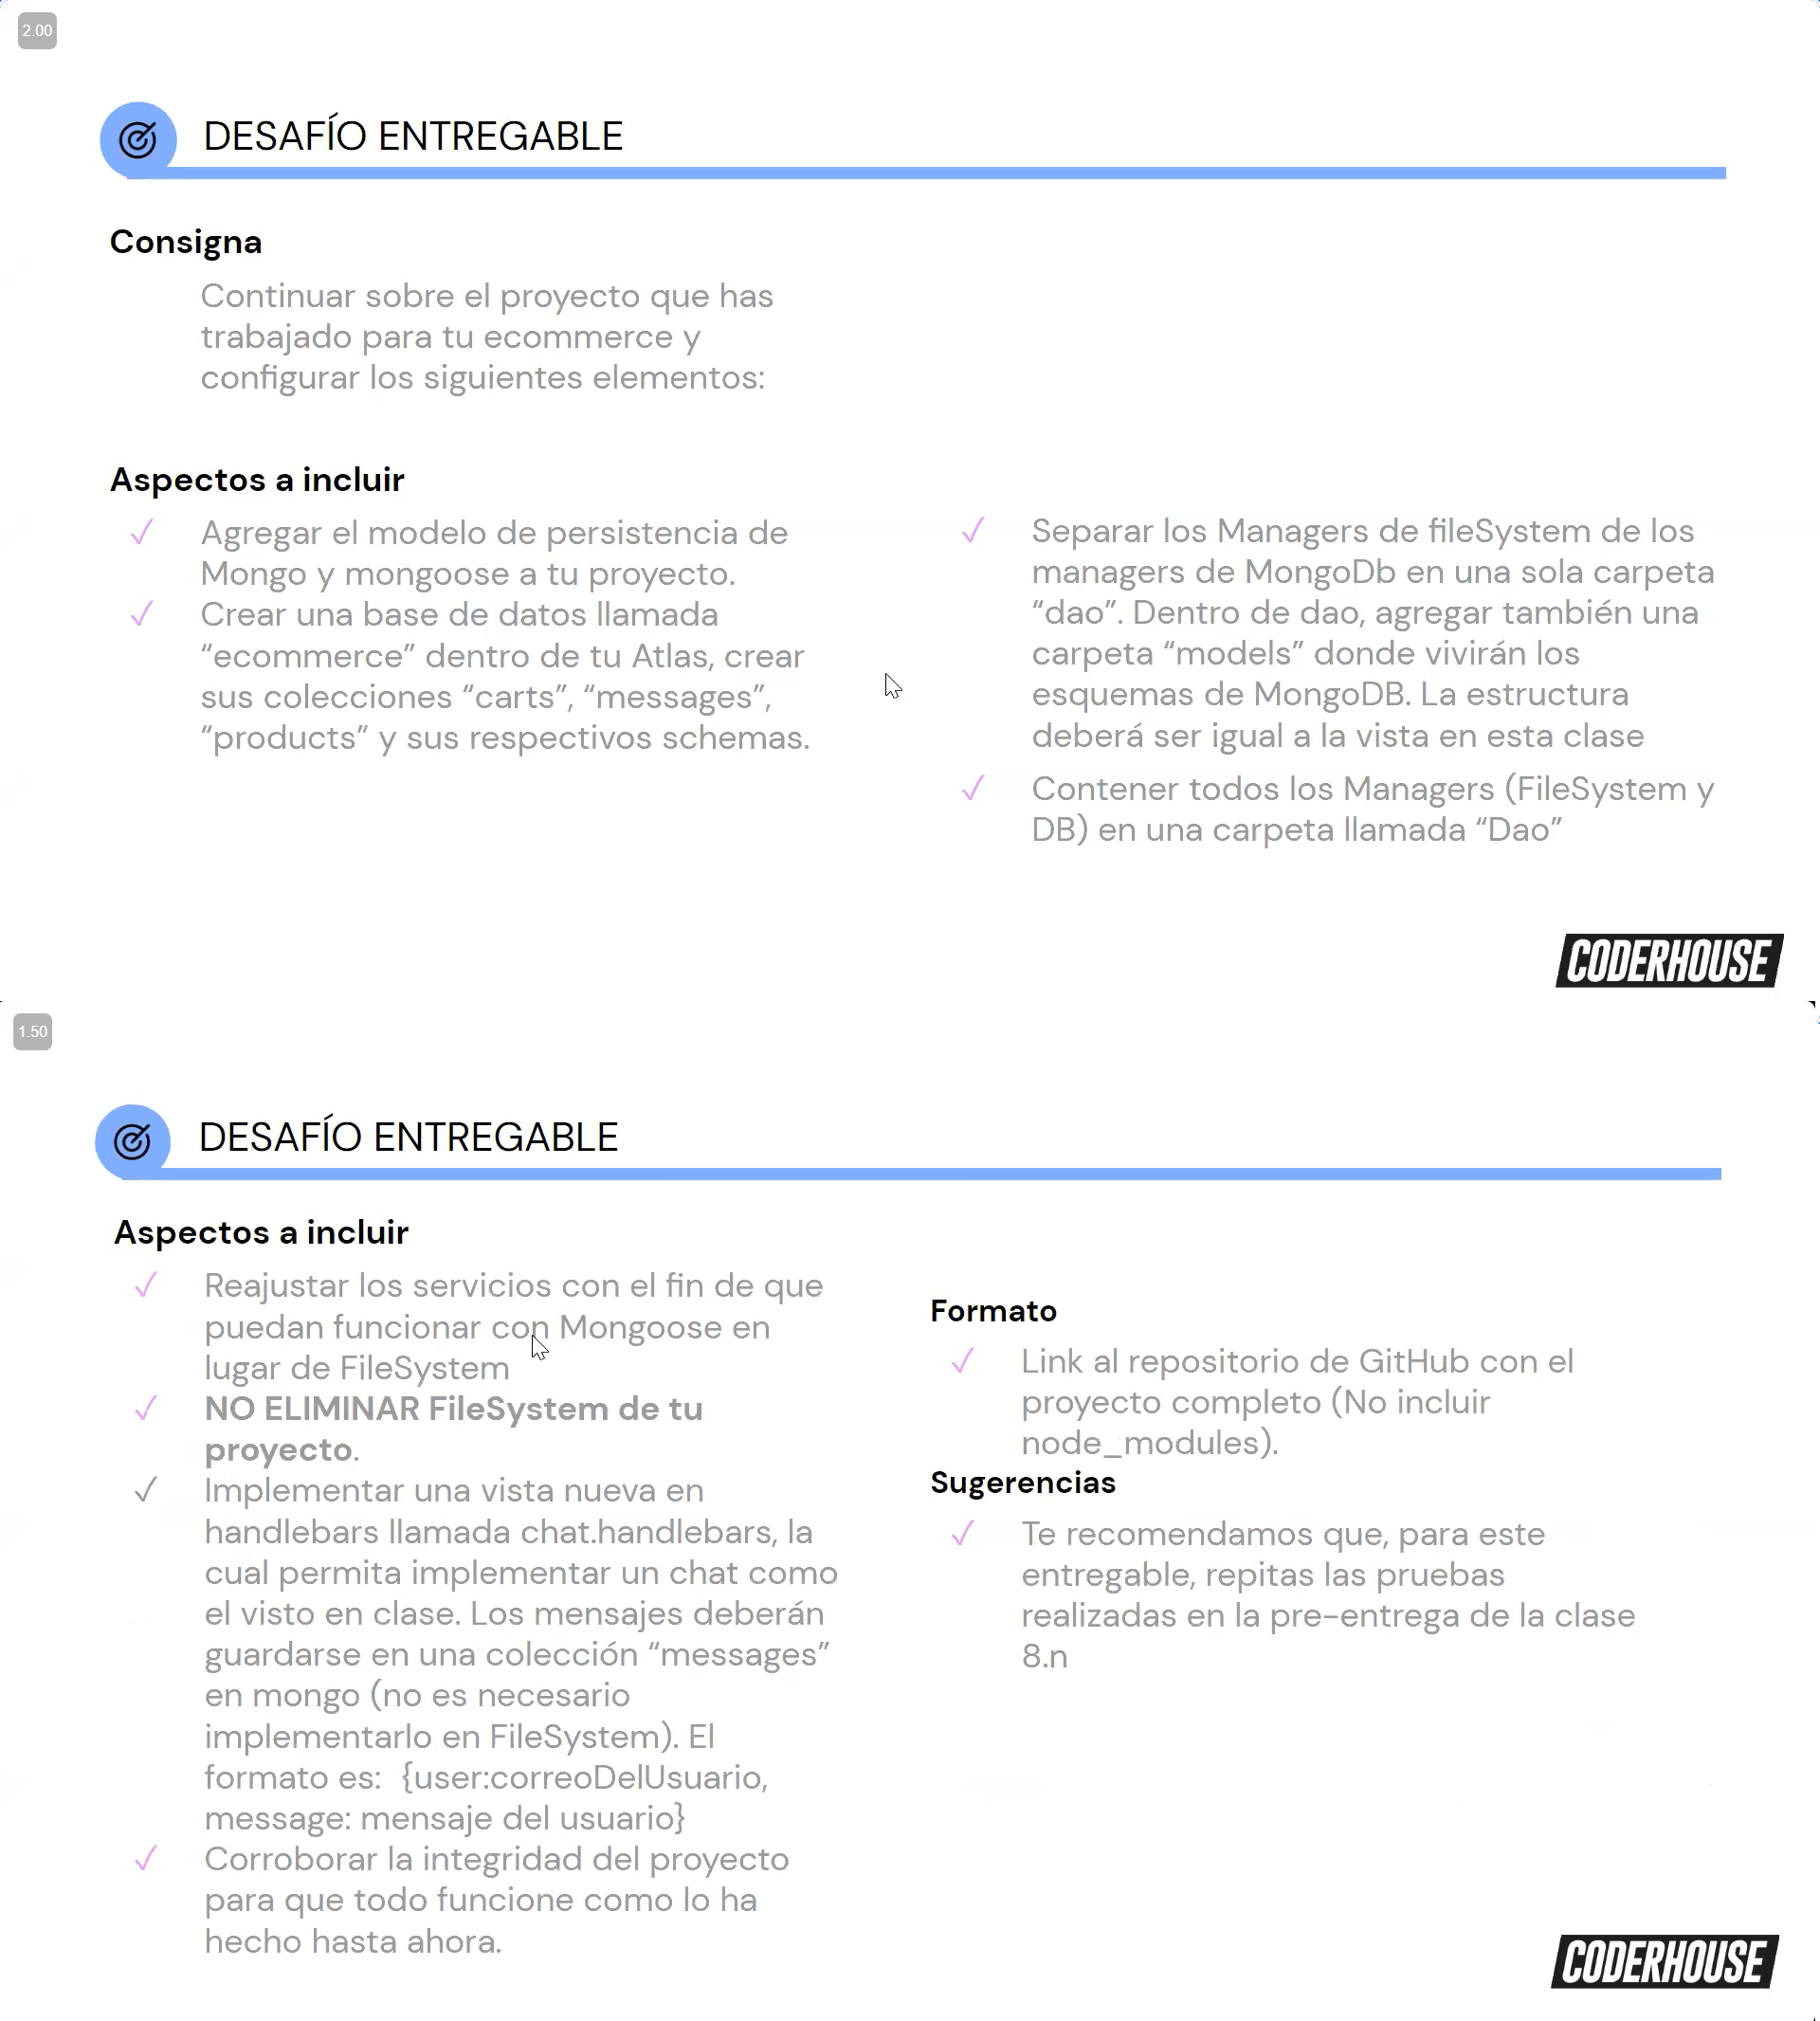 2.00
DESAFÍO ENTREGABLE
Consigna
Continuar sobre el proyecto que has
trabajado para tu ecommerce y
configurar los siguientes elementos:
Aspectos a incluir
✓ Agregar el modelo de persistencia de
Mongo y mongoose a tu proyecto.
✓ Crear una base de datos llamada
“ecommerce” dentro de tu Atlas, crear
sus colecciones “carts”, “messages”,
“products” y sus respectivos schemas.
✓ Separar los Managers de fileSystem de los
managers de MongoDb en una sola carpeta
“dao”. Dentro de dao, agregar también una
carpeta “models” donde vivirán los
esquemas de MongoDB. La estructura
deberá ser igual a la vista en esta clase
✓ Contener todos los Managers (FileSystem y
DB) en una carpeta llamada “Dao”
CODERHOUSE
1.50
DESAFÍO ENTREGABLE
Aspectos a incluir
✓ Reajustar los servicios con el fin de que
puedan funcionar con Mongoose en
lugar de FileSystem
✓ NO ELIMINAR FileSystem de tu
proyecto.
✓ Implementar una vista nueva en
handlebars llamada chat.handlebars, la
cual permita implementar un chat como
el visto en clase. Los mensajes deberán
guardarse en una colección “messages”
en mongo (no es necesario
implementarlo en FileSystem). El
formato es: {user:correoDelUsuario,
message: mensaje del usuario}
✓ Corroborar la integridad del proyecto
para que todo funcione como lo ha
hecho hasta ahora.
Formato
✓ Link al repositorio de GitHub con el
proyecto completo (No incluir
node_modules).
Sugerencias
✓ Te recomendamos que, para este
entregable, repitas las pruebas
realizadas en la pre-entrega de la clase
8.n
CODERHOUSE